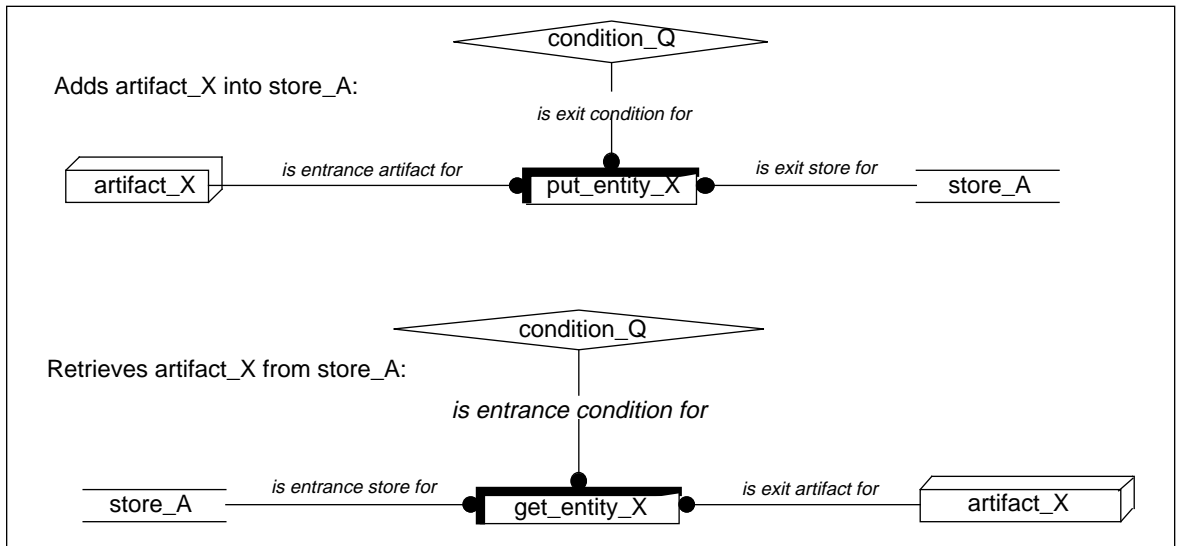 condition_Q
Adds artifact_X into store_A:
is exit condition for
is entrance artifact for
is exit store for
artifact_X
put_entity_X
store_A
condition_Q
Retrieves artifact_X from store_A:
is entrance condition for
is entrance store for
is exit artifact for
store_A
get_entity_X
artifact_X